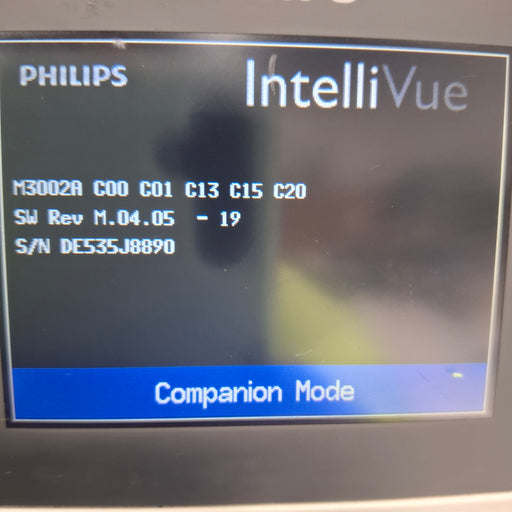 PHILIPS
IntelliVue
M3002A C00 C01 C13 C15 C20
SW Rev M.04.05 - 19
S/N DE535J8890
Companion Mode